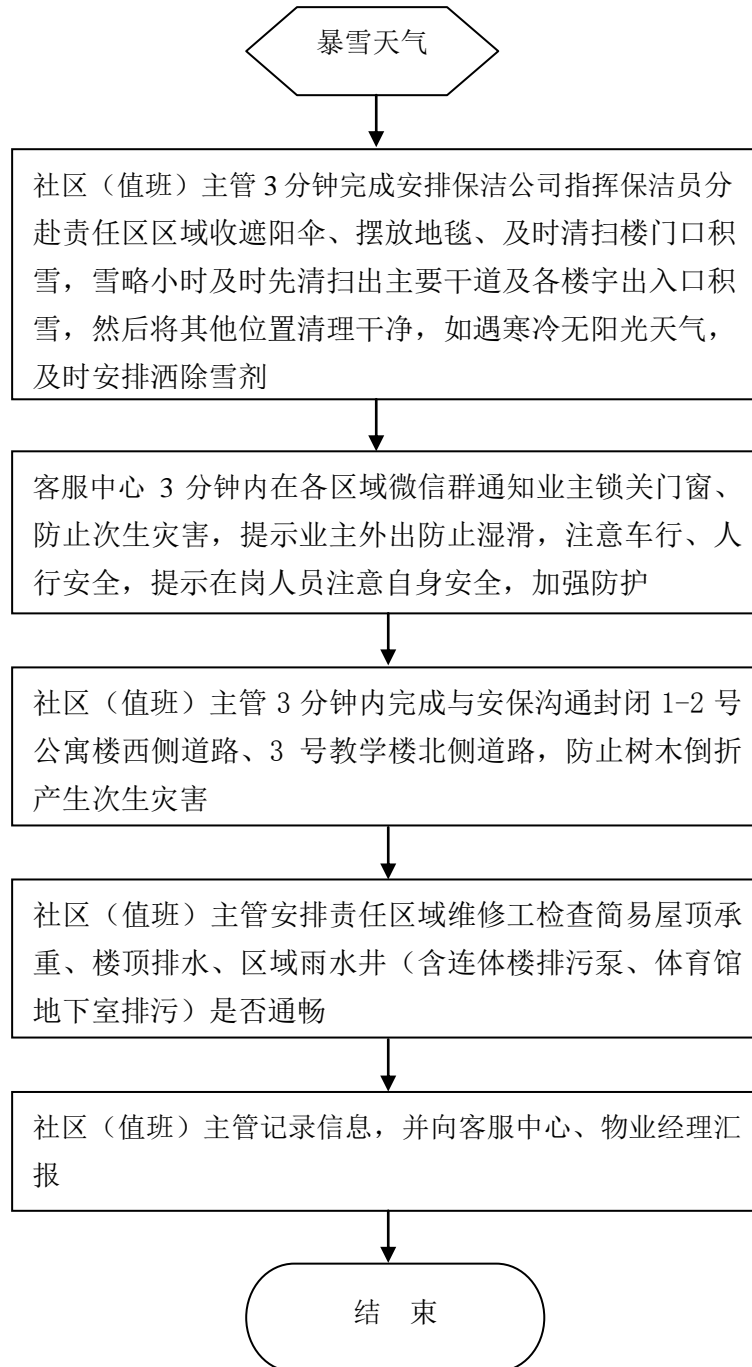 暴雪天气
社区（值班）主管 3 分钟完成安排保洁公司指挥保洁员分
赴责任区区域收遮阳伞、摆放地毯、及时清扫楼门口积
雪，雪略小时及时先清扫出主要干道及各楼宇出入口积
雪，然后将其他位置清理干净，如遇寒冷无阳光天气，
及时安排洒除雪剂
客服中心 3 分钟内在各区域微信群通知业主锁关门窗、
防止次生灾害，提示业主外出防止湿滑，注意车行、人
行安全，提示在岗人员注意自身安全，加强防护
社区（值班）主管 3 分钟内完成与安保沟通封闭 1-2 号
公寓楼西侧道路、3 号教学楼北侧道路，防止树木倒折
产生次生灾害
社区（值班）主管安排责任区域维修工检查简易屋顶承
重、楼顶排水、区域雨水井（含连体楼排污泵、体育馆
地下室排污）是否通畅
社区（值班）主管记录信息，并向客服中心、物业经理汇
报
结 束